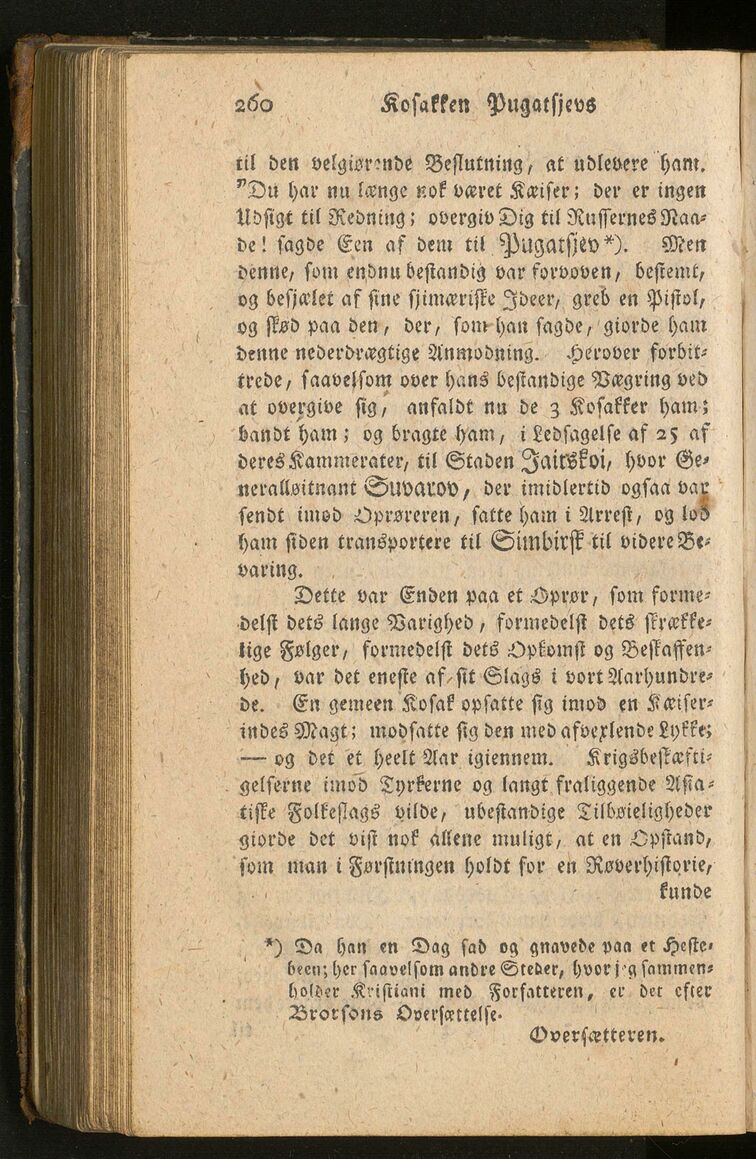 260 Kosakken Pugatsjevs
til den velgiørende Beslutning, at udlevere ham.
"Du har nu længe nok været Kæiser; der er ingen
Udsigt til Redning; overgiv Dig til Russernes Naa-
de! sagde Een af dem til Pugatsjev *). Men
denne, som endnu bestandig var forvoven, bestemt,
og besjælet af sine sjimæriske Ideer, greb en Pistol,
og skød paa den, der, som han sagde, giorde ham
denne nederdrægtige Anmodning. Herover forbit-
trede, saavelsom over hans bestandige Vægring ved
at overgive sig, anfaldt nu de 3 Kosakker ham;
bandt ham; og bragte ham, i Ledsagelse af 25 af
deres Kammerater, til Staden Jaitskoi, hvor Ge-
neralløitnant Suvarov, der imidlertid ogsaa var
sendt imod Oprøreren, satte ham i Arrest, og lod
ham siden transportere til Simbirsk til videre Be-
varing.
Dette var Enden paa et Oprør, som forme-
delst dets lange Varighed, formedelst dets skrække-
lige Følger, formedelst dets Opkomst og Beskaffen-
hed, var det eneste af sit Slags i vort Aarhundre-
de. En gemeen Kosak opsatte sig imod en Kæiser-
indes Magt; modsatte sig den med afvexlende Lykke;
— og det et heelt Aar igiennem. Krigsbeskæfti-
gelserne imod Tyrkerne og langt fraliggende Asia-
tiske Folkeslags vilde, ubestandige Tilbøieligheder
giorde det vist nok allene muligt, at en Opstand,
som man i Førstningen holdt for en Røverhistorie,
kunde
*) Da han en Dag sad og gnavede paa et Heste-
been; her saavelsom andre Steder, hvor jeg sammen-
holder Kristiani med Forfatteren, er det efter
Brorsons Oversættelse.
Oversætteren.